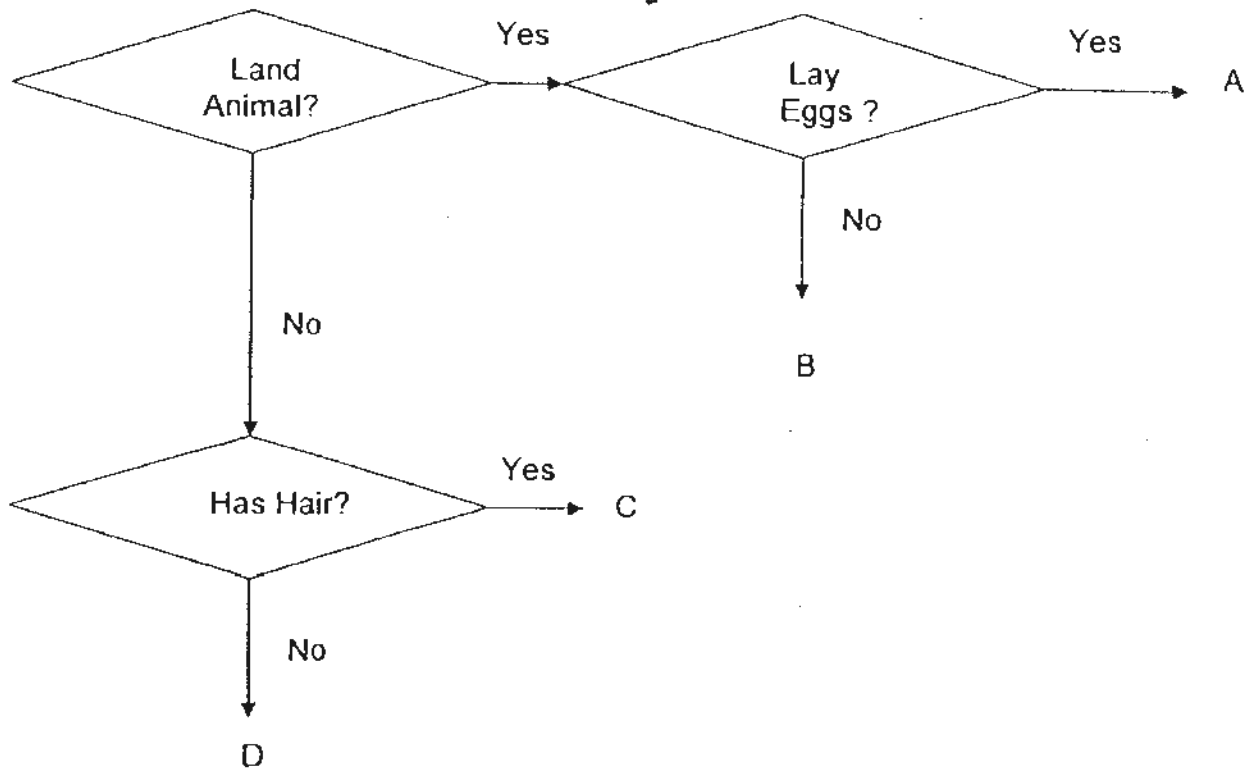 Yes
Yes
Land
Animal?
Lay
Eggs ?
A
No
No
B
Yes
Has Hair?
C
No
D